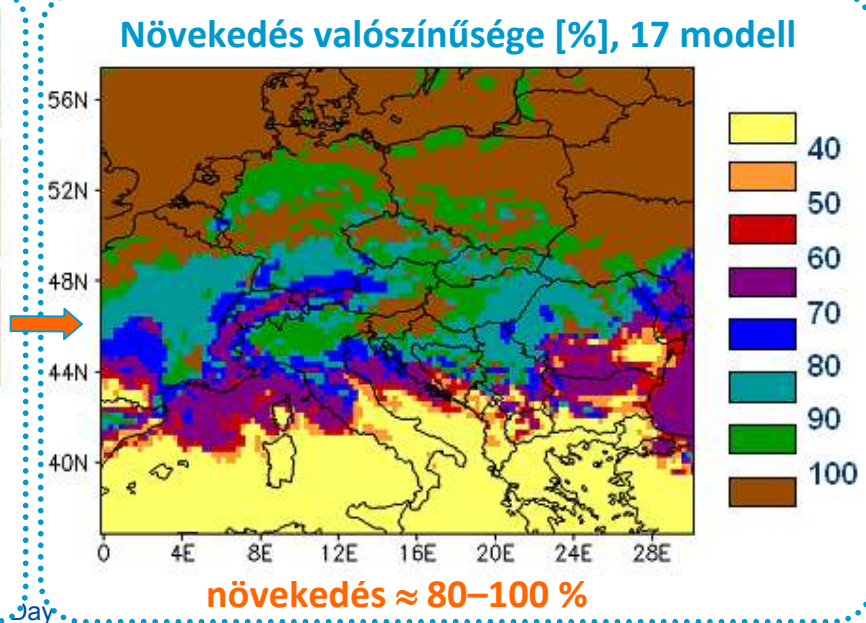 Növekedés valószínűsége [%], 17 modell
56N
52N
48N
44N
40N
0 4E 8E 12E 16E 20E 24E 28E
40
50
60
70
80
90
100
növekedés ≈ 80–100 %
Day